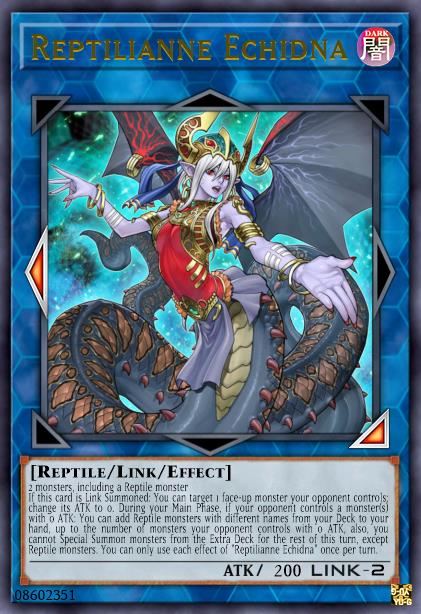 Reptilianne Echidna
DARK
闇
[Reptile/Link/Effect]
2 monsters, including a Reptile monster
If this card is Link Summoned: You can target 1 face-up monster your opponent controls;
change its ATK to 0. During your Main Phase, if your opponent controls a monster(s)
with 0 ATK: You can add Reptile monsters with different names from your Deck to your
hand, up to the number of monsters your opponent controls with 0 ATK, also, you
cannot Special Summon monsters from the Extra Deck for the rest of this turn, except
Reptile monsters. You can only use each effect of "Reptilianne Echidna" once per turn.
ATK/ 200 LINK-2
08602351